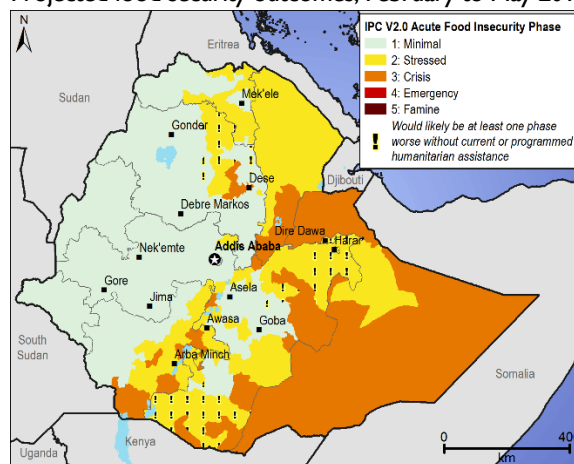 Projected food security outcomes, February to May 201
N
IPC V2.0 Acute Food Insecurity Phase
1: Minimal
2: Stressed
3: Crisis
4: Emergency
5: Famine
! Would likely be at least one phase
worse without current or programmed
humanitarian assistance
Eritrea
Sudan
Mek'ele
Gonder
Dese
Djibouti
Debre Markos
Dire Dawa
Harar
Nek'emte
Addis Ababa
Gore
Asela
Jima
Awasa
Goba
South
Sudan
Arba Minch
Somalia
Uganda
Kenya
0 40
km